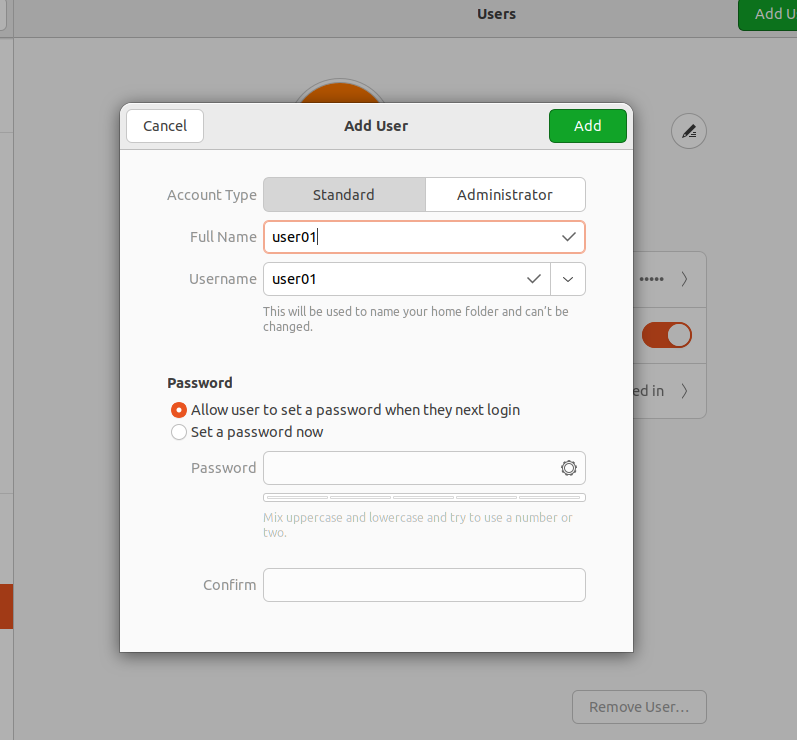 Users
Add U
Cancel
Add User
Add
Account Type
Standard
Administrator
Full Name
user01
Username
user01
This will be used to name your home folder and can't be
changed.
•••••
ed in
Password
Allow user to set a password when they next login
Set a password now
Password
Mix uppercase and lowercase and try to use a number or
two.
Confirm
Remove User...